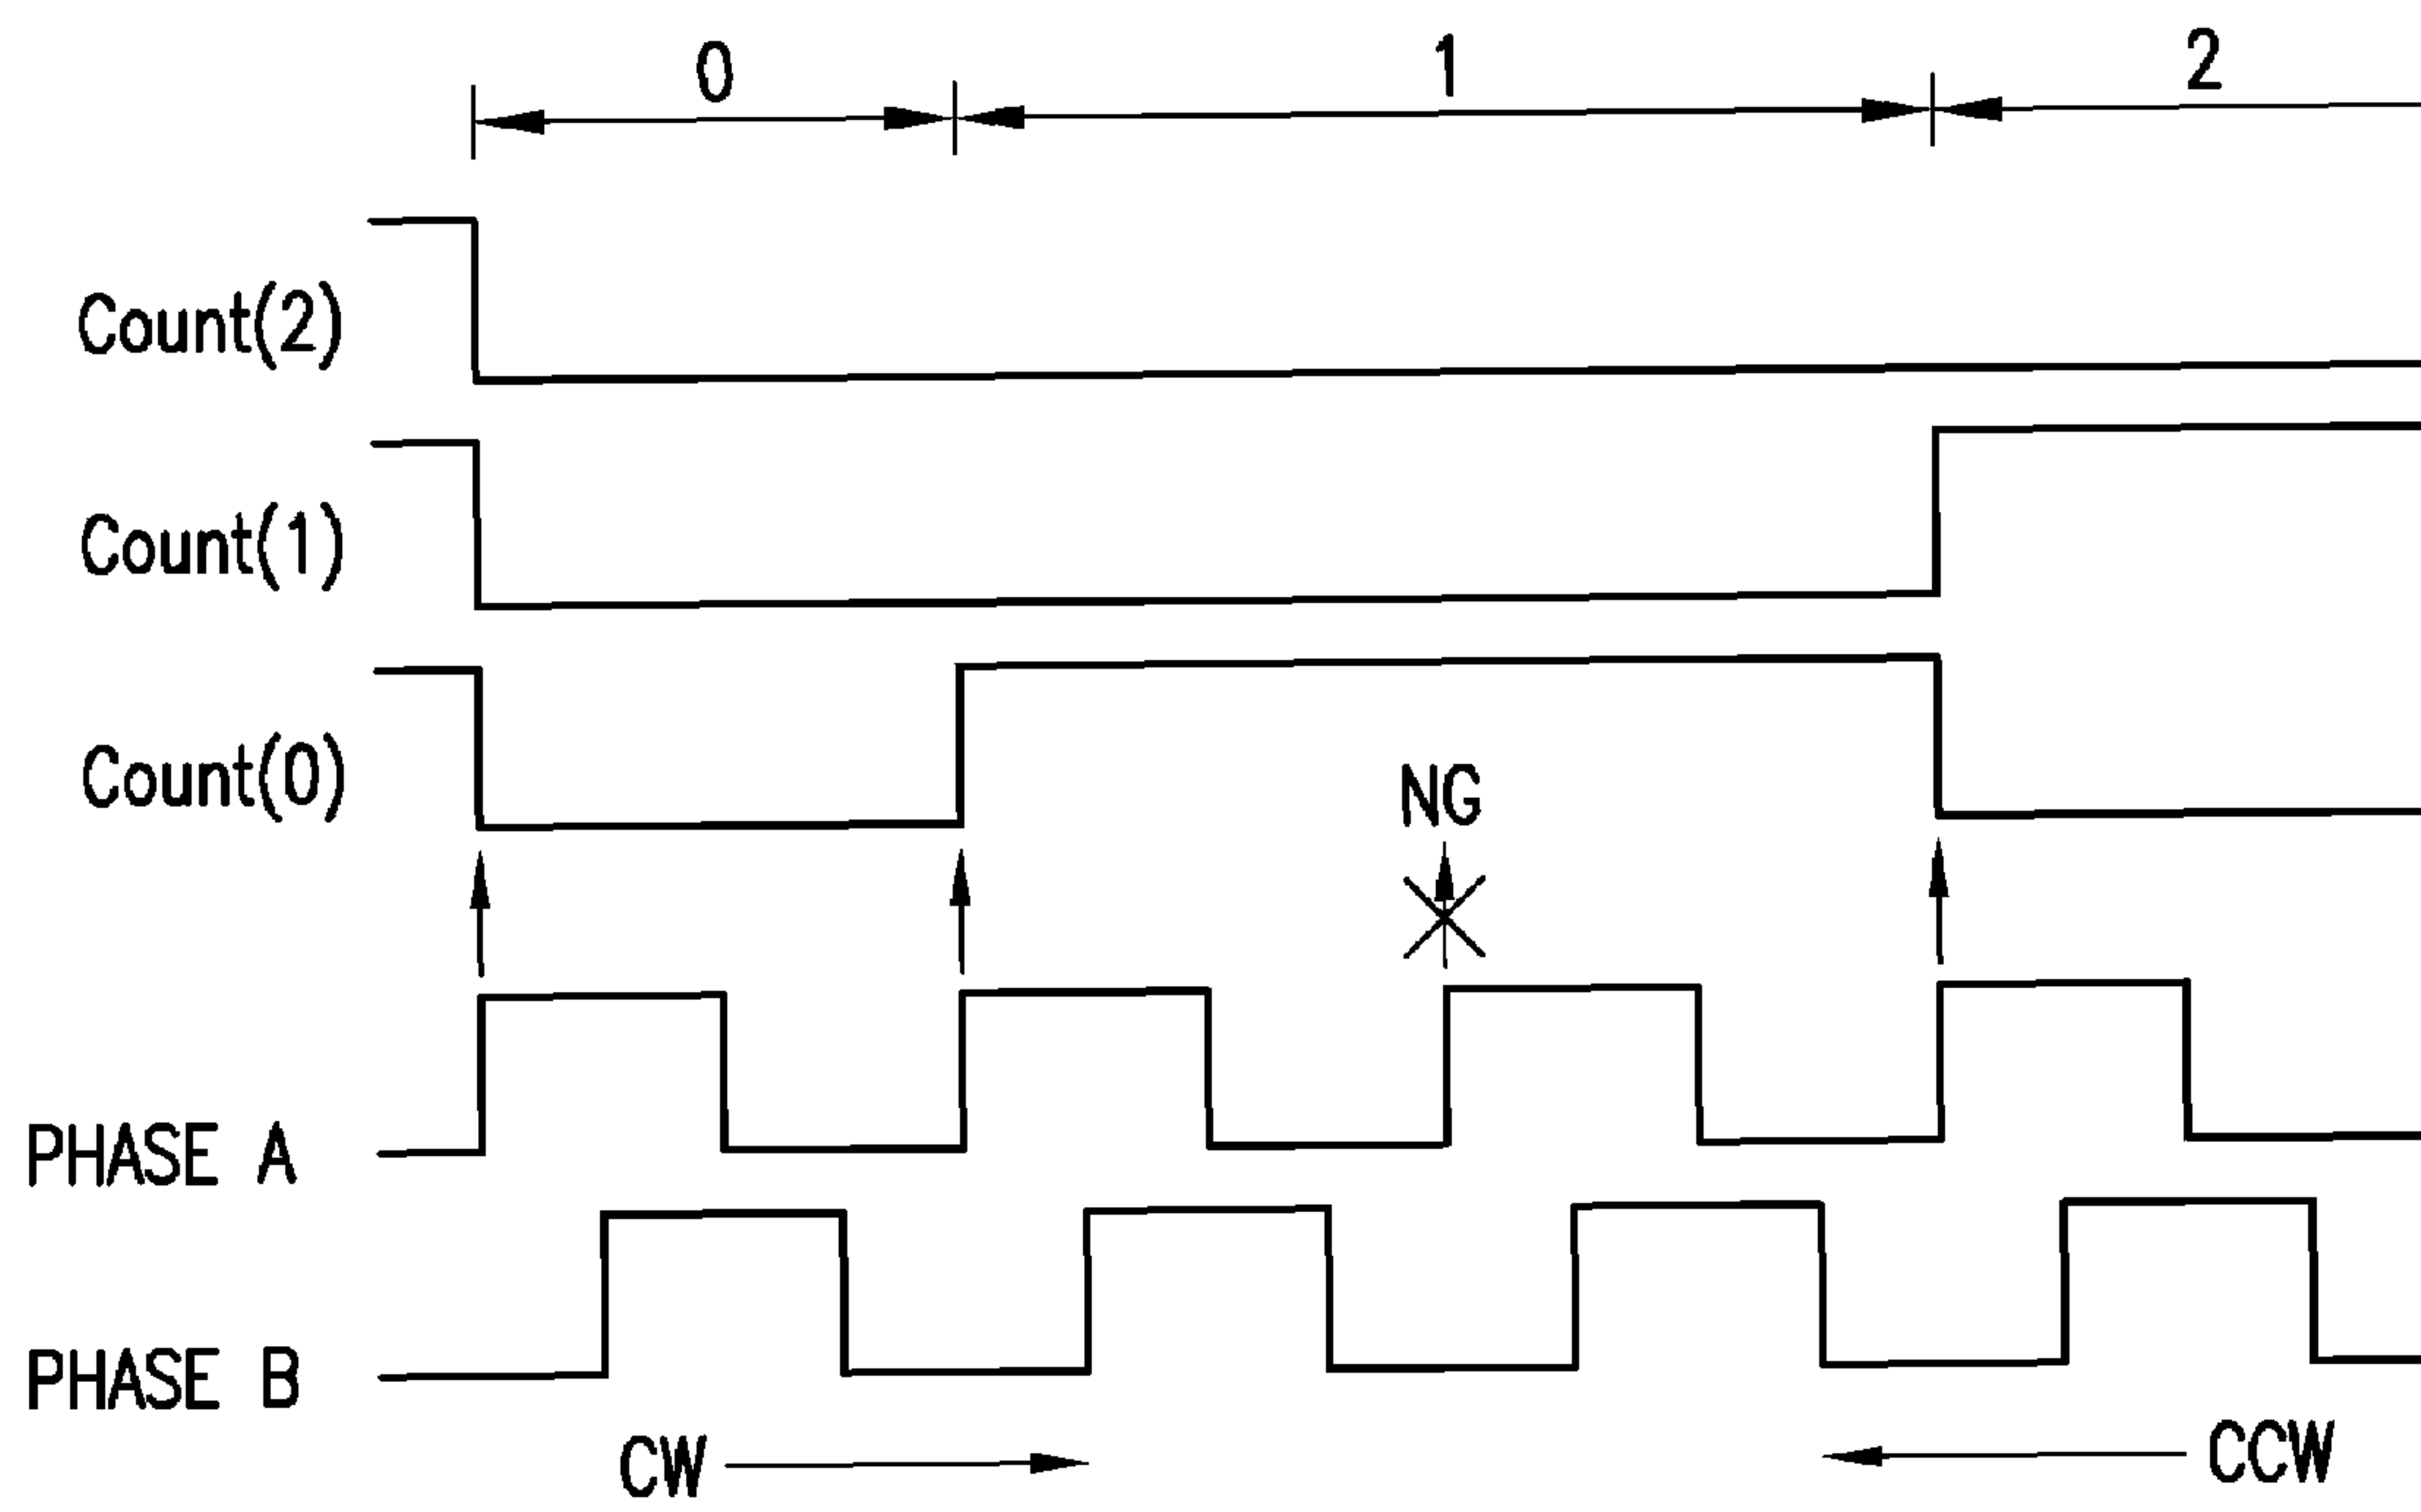 0 1 2
Count(2)
Count(1)
Count(0)
NG
PHASE A
PHASE B
CW CCW